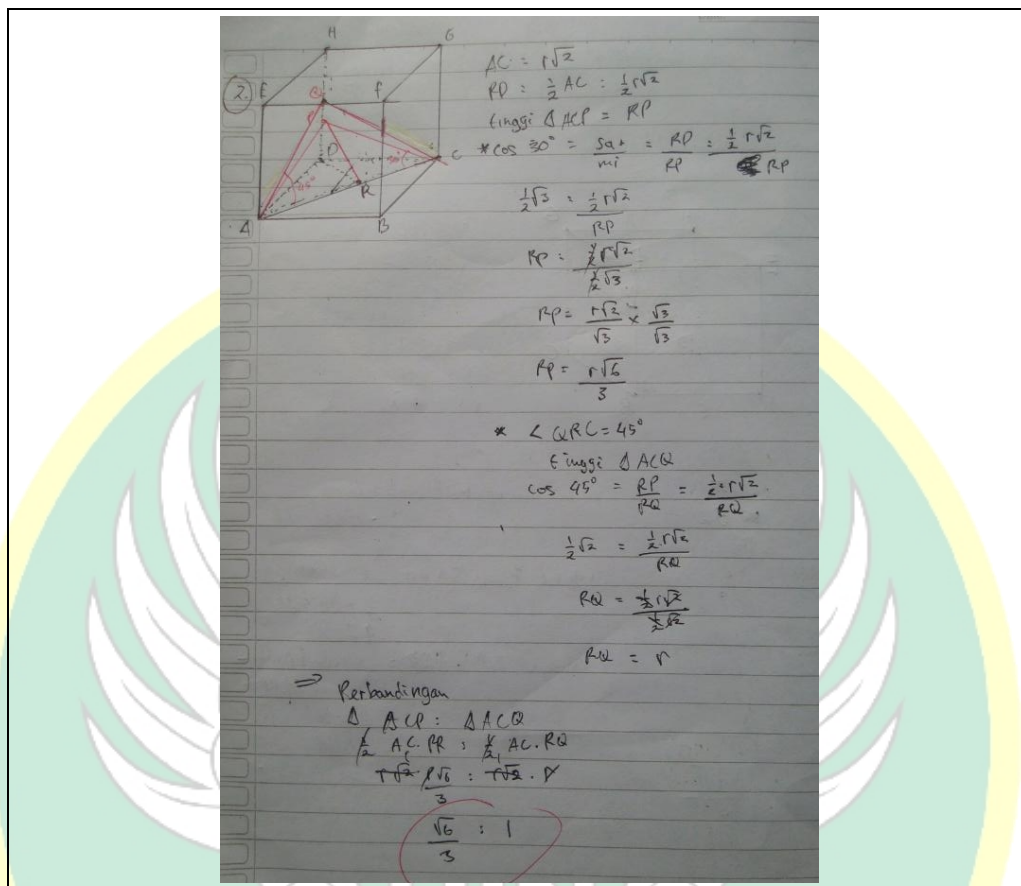 2.
H
G
E
Q
F
P
D
C
45°
R
A
B
AC = r√2
RD = 1/2 AC = 1/2 r√2
tinggi Δ ACP = RP
* cos 30° = sa+/mi = RD/RP = (1/2 r√2)/RP
1/2 √3 = (1/2 r√2)/RP
RP = (1/2 r√2)/(1/2 √3)
RP = r√2/√3 × √3/√3
RP = r√6/3
* ∠ QRC = 45°
tinggi Δ ACQ
cos 45° = RP/RQ = (1/2 r√2)/RQ
1/2 √2 = (1/2 r√2)/RQ
RQ = (1/2 r√2)/(1/2 √2)
RQ = r
⇒ Perbandingan
Δ ACP : Δ ACQ
1/2 AC. PR : 1/2 AC. RQ
r√2 r√6/3 : r√2 . r
√6/3 : 1